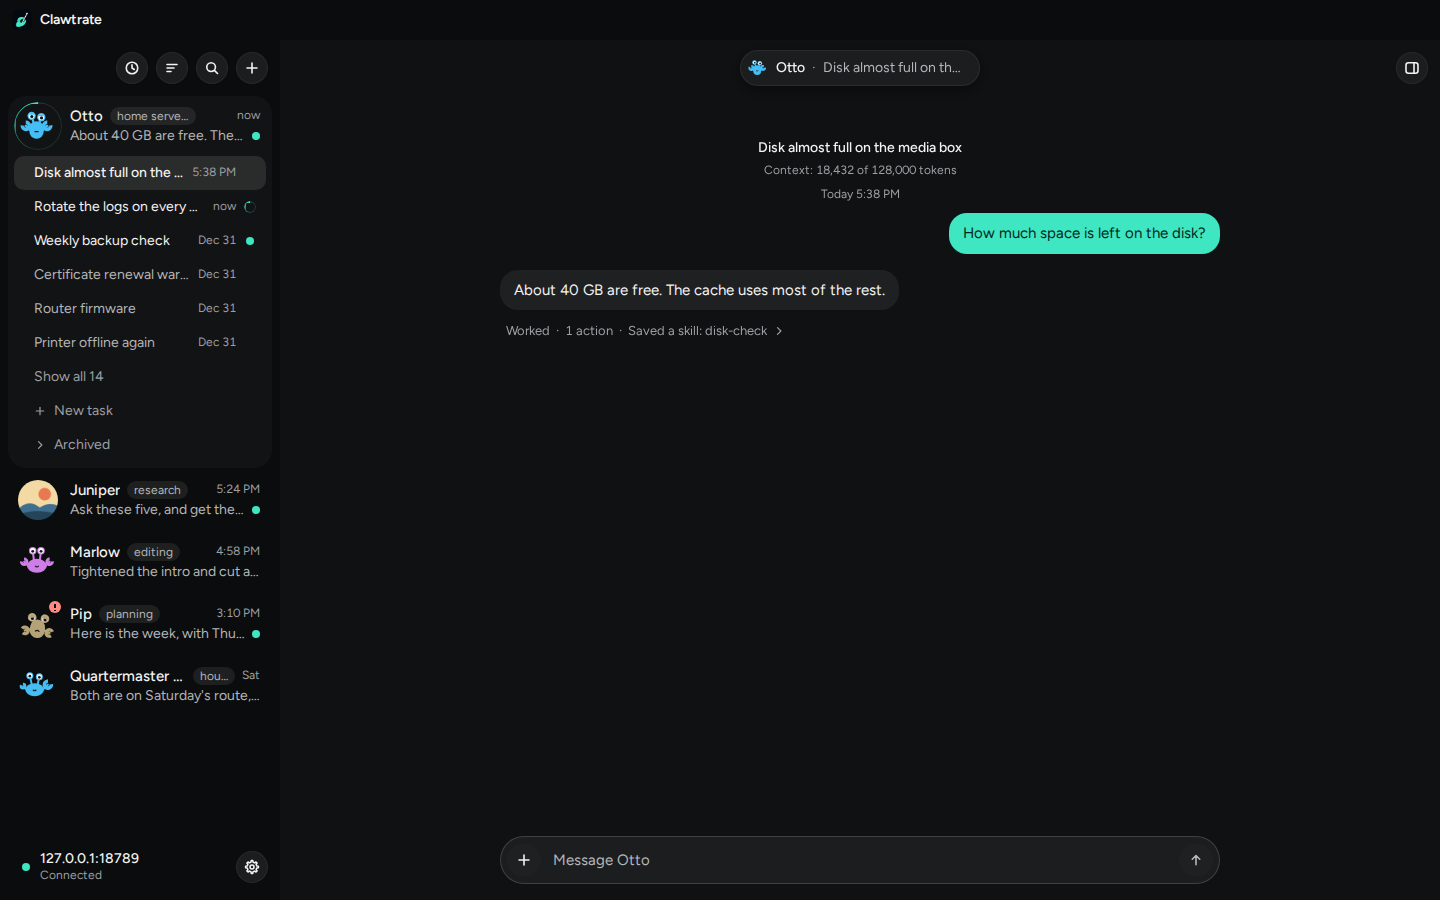 Clawtrate
Otto · Disk almost full on th...
Otto home serve... now
About 40 GB are free. The...
Disk almost full on the ... 5:38 PM
Rotate the logs on every ... now
Weekly backup check Dec 31
Certificate renewal war... Dec 31
Router firmware Dec 31
Printer offline again Dec 31
Show all 14
+ New task
Archived
Juniper research 5:24 PM
Ask these five, and get the...
Marlow editing 4:58 PM
Tightened the intro and cut a...
Pip planning 3:10 PM
Here is the week, with Thu...
Quartermaster ... hou... Sat
Both are on Saturday's route,...
127.0.0.1:18789
Connected
Disk almost full on the media box
Context: 18,432 of 128,000 tokens
Today 5:38 PM
How much space is left on the disk?
About 40 GB are free. The cache uses most of the rest.
Worked · 1 action · Saved a skill: disk-check
Message Otto